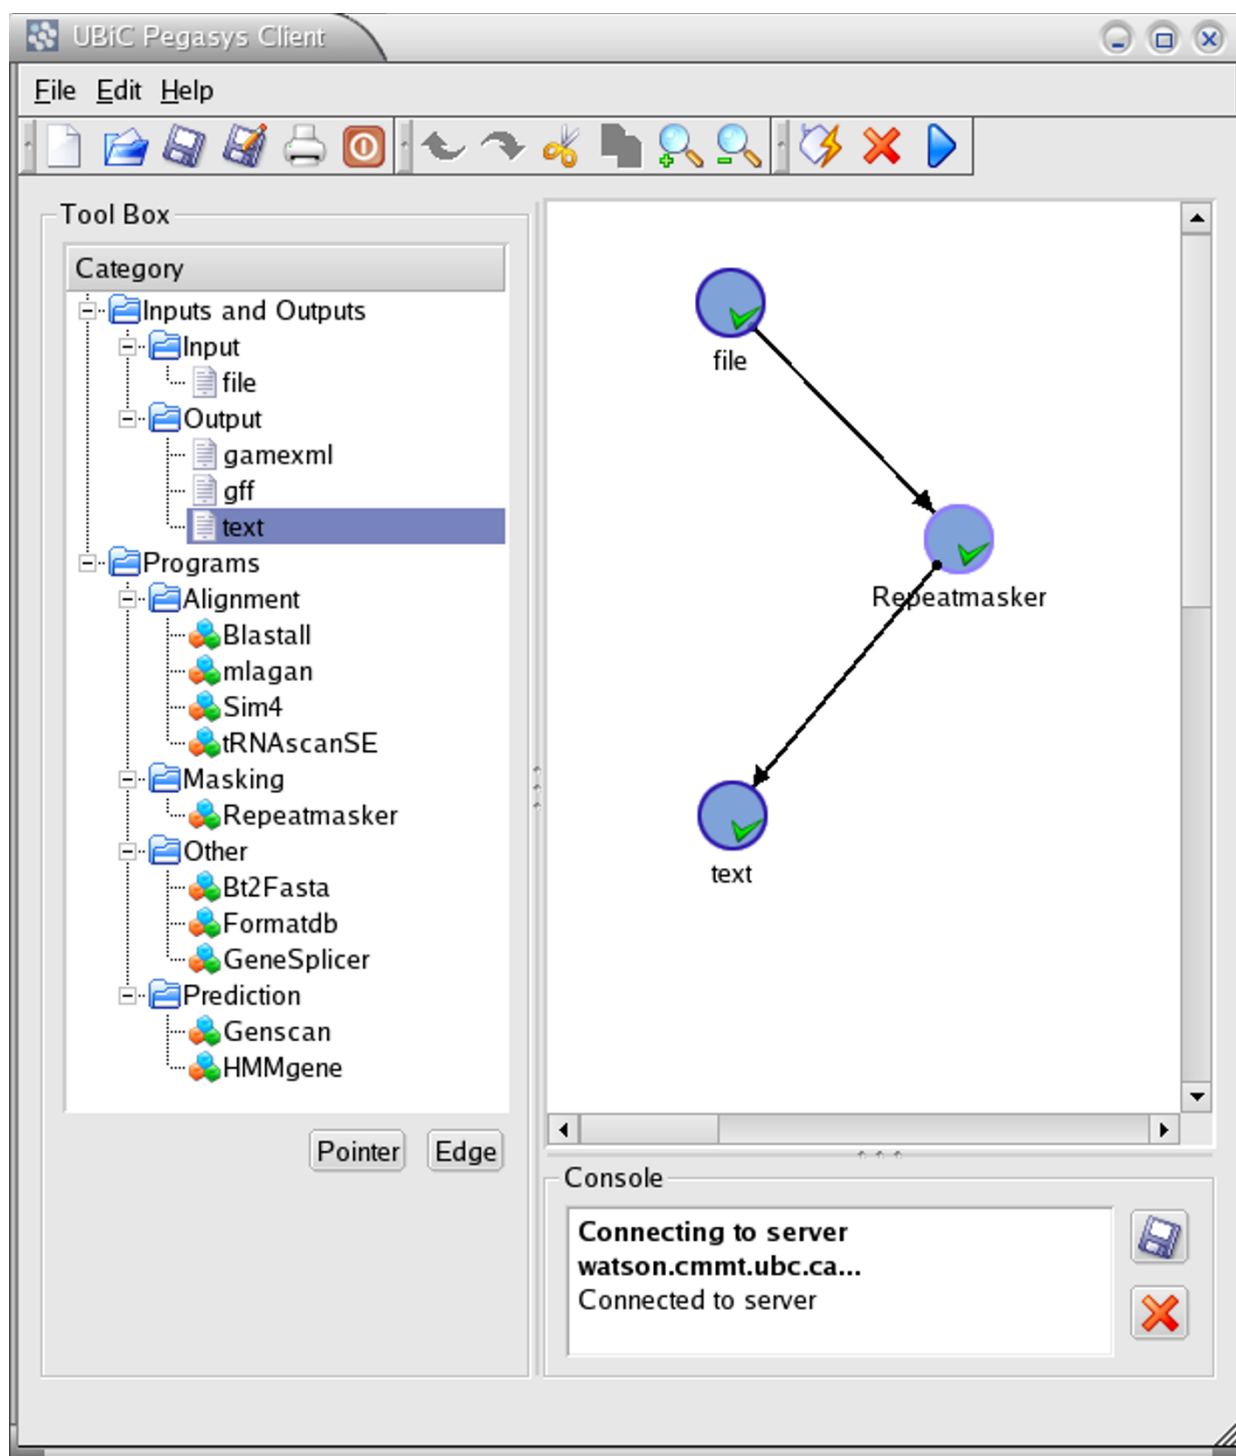 UBiC Pegasys Client
File Edit Help
Tool Box
Category
Inputs and Outputs
Input
file
Output
gamexml
gff
text
Programs
Alignment
Blastall
mlagan
Sim4
tRNAscanSE
Masking
Repeatmasker
Other
Bt2Fasta
Formatdb
GeneSplicer
Prediction
Genscan
HMMgene
Pointer Edge
file
Repeatmasker
text
Console
Connecting to server
watson.cmmt.ubc.ca...
Connected to server